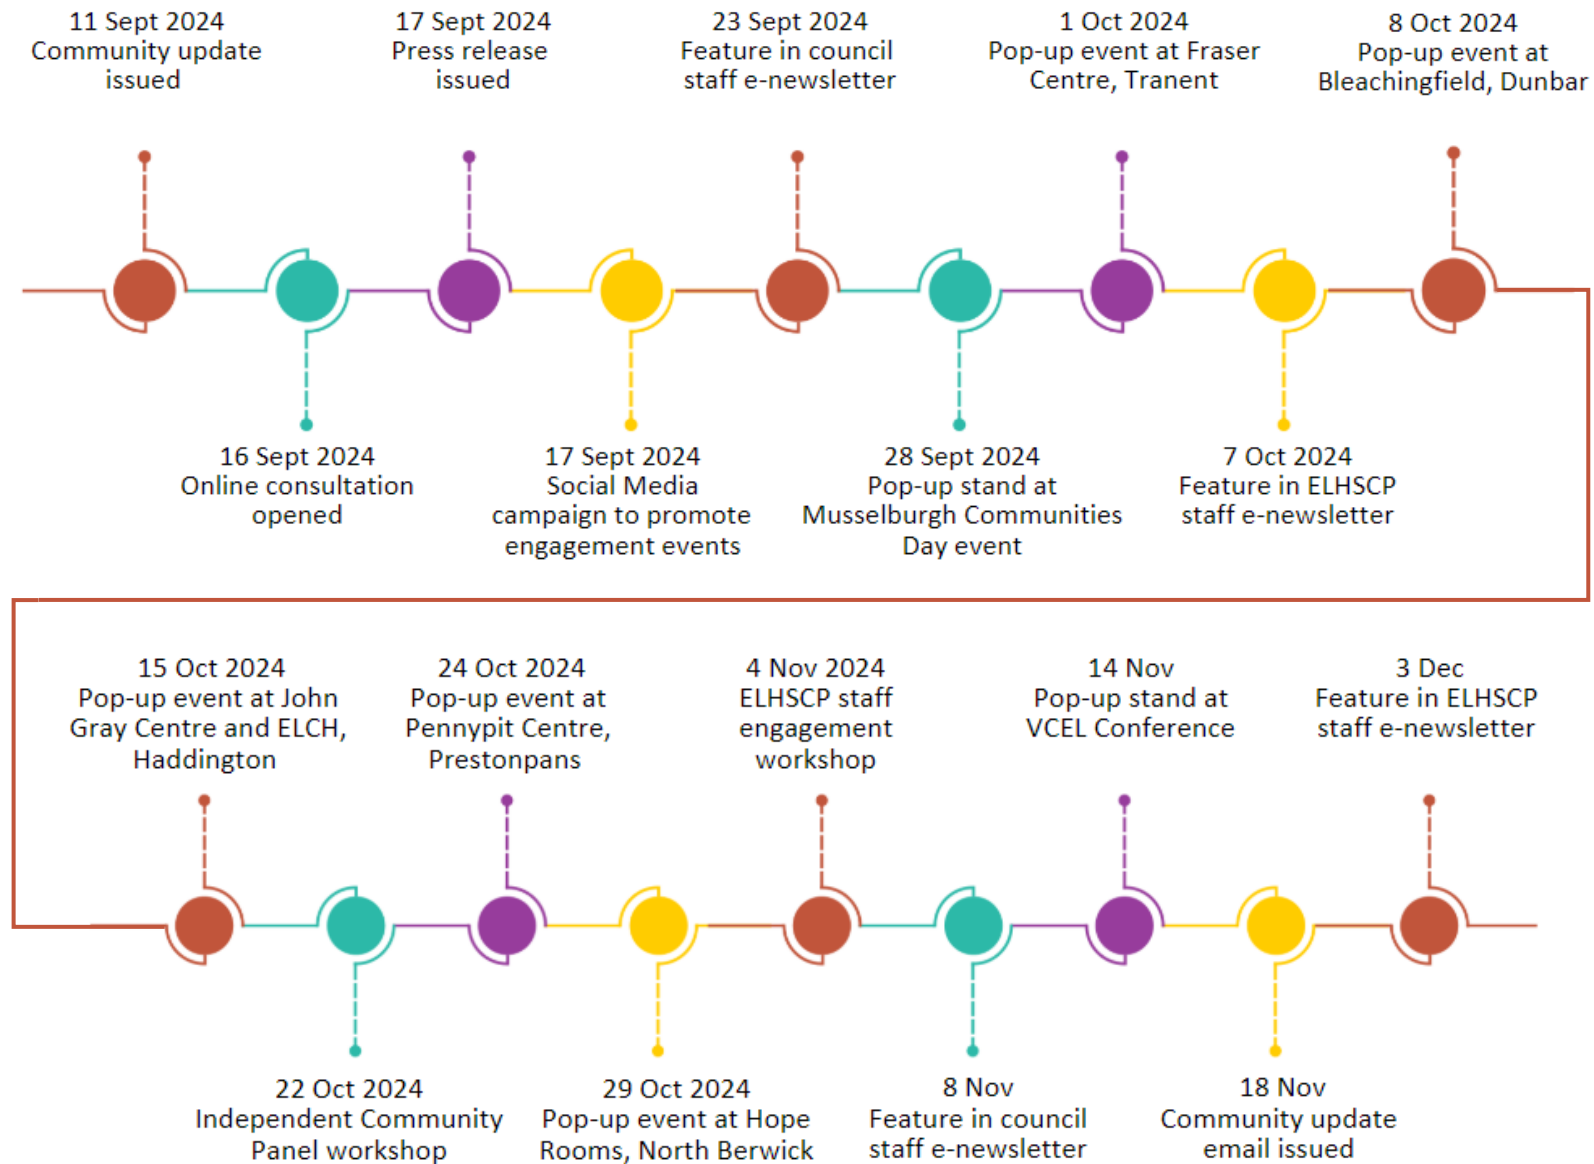 11 Sept 2024
Community update
issued
16 Sept 2024
Online consultation
opened
17 Sept 2024
Press release
issued
17 Sept 2024
Social Media
campaign to promote
engagement events
23 Sept 2024
Feature in council
staff e-newsletter
28 Sept 2024
Pop-up stand at
Musselburgh Communities
Day event
1 Oct 2024
Pop-up event at Fraser
Centre, Tranent
7 Oct 2024
Feature in ELHSCP
staff e-newsletter
8 Oct 2024
Pop-up event at
Bleachingfield, Dunbar
15 Oct 2024
Pop-up event at John
Gray Centre and ELCH,
Haddington
22 Oct 2024
Independent Community
Panel workshop
24 Oct 2024
Pop-up event at
Pennypit Centre,
Prestonpans
29 Oct 2024
Pop-up event at Hope
Rooms, North Berwick
4 Nov 2024
ELHSCP staff
engagement
workshop
8 Nov
Feature in council
staff e-newsletter
14 Nov
Pop-up stand at
VCEL Conference
18 Nov
Community update
email issued
3 Dec
Feature in ELHSCP
staff e-newsletter